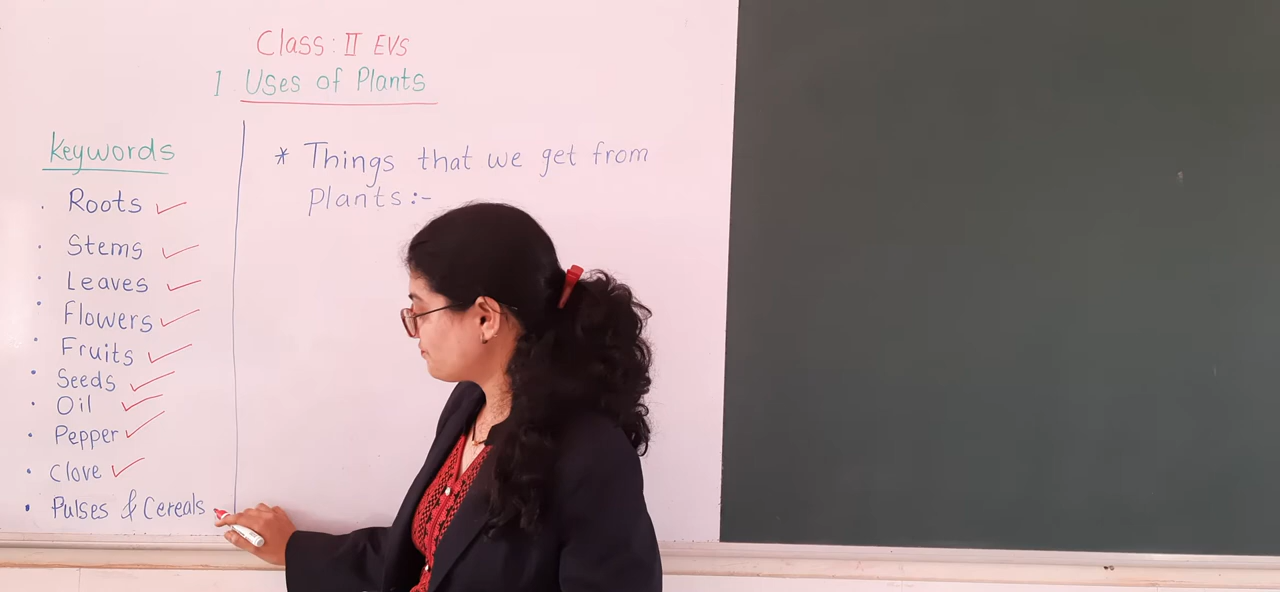 Class: II EVS
1 Uses of Plants
Keywords
· Roots ✓
· Stems ✓
· Leaves ✓
· Flowers ✓
· Fruits ✓
· Seeds ✓
· Oil ✓
· Pepper ✓
· Clove ✓
· Pulses & Cereals
* Things that we get from
Plants:-